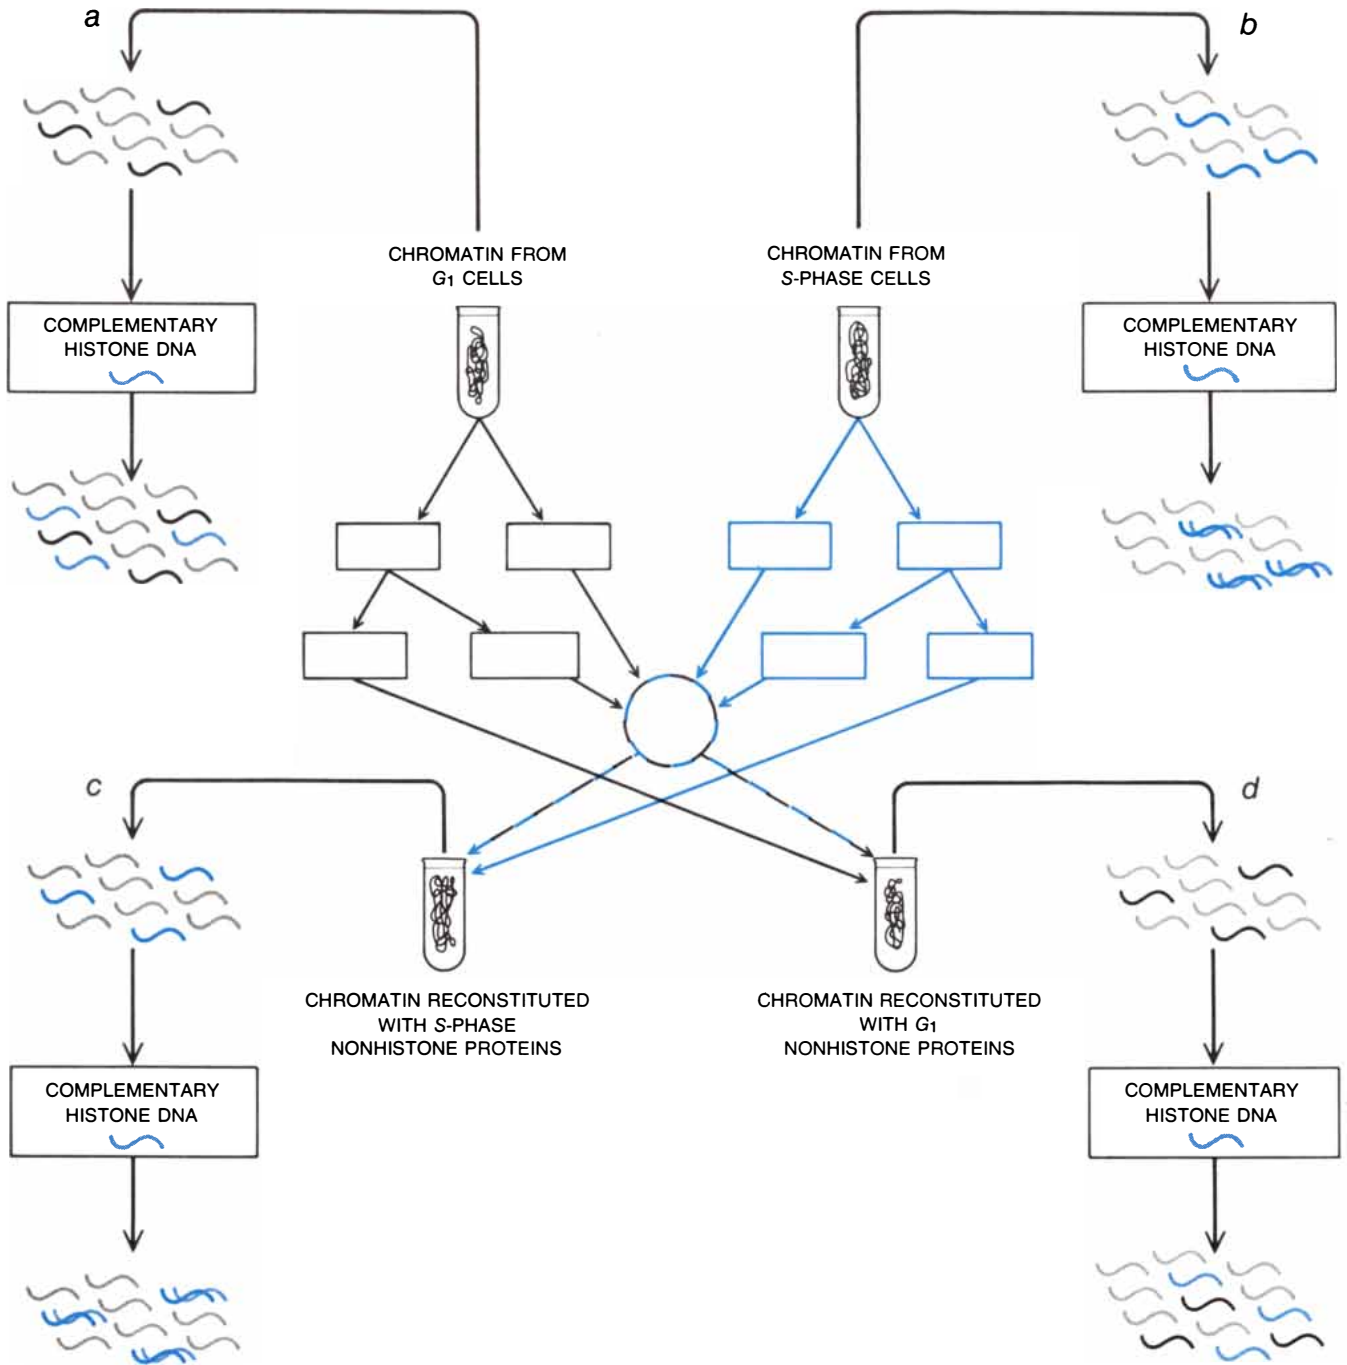 a
b
CHROMATIN FROM
G1 CELLS
CHROMATIN FROM
S-PHASE CELLS
COMPLEMENTARY
HISTONE DNA
COMPLEMENTARY
HISTONE DNA
c
d
CHROMATIN RECONSTITUTED
WITH S-PHASE
NONHISTONE PROTEINS
CHROMATIN RECONSTITUTED
WITH G1
NONHISTONE PROTEINS
COMPLEMENTARY
HISTONE DNA
COMPLEMENTARY
HISTONE DNA